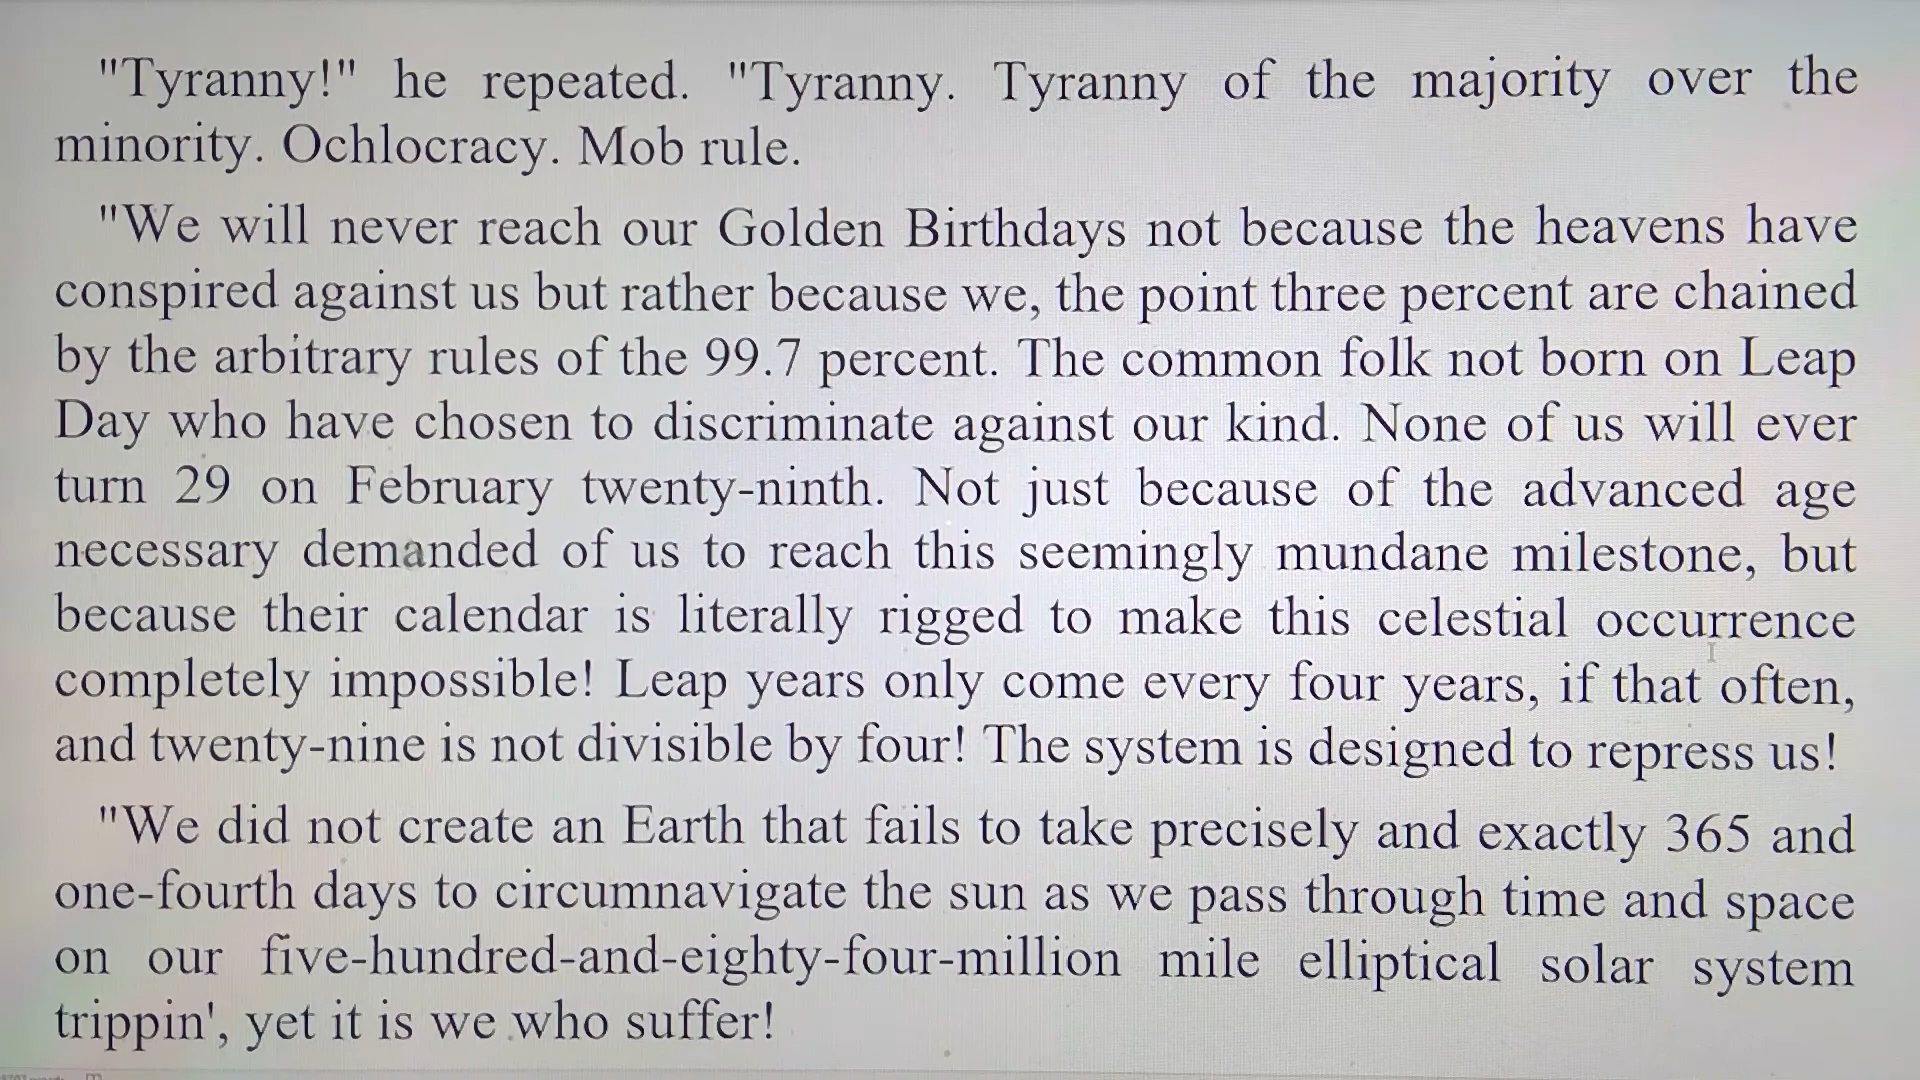 "Tyranny!" he repeated. "Tyranny. Tyranny of the majority over the
minority. Ochlocracy. Mob rule.
"We will never reach our Golden Birthdays not because the heavens have
conspired against us but rather because we, the point three percent are chained
by the arbitrary rules of the 99.7 percent. The common folk not born on Leap
Day who have chosen to discriminate against our kind. None of us will ever
turn 29 on February twenty-ninth. Not just because of the advanced age
necessary demanded of us to reach this seemingly mundane milestone, but
because their calendar is literally rigged to make this celestial occurrence
completely impossible! Leap years only come every four years, if that often,
and twenty-nine is not divisible by four! The system is designed to repress us!
"We did not create an Earth that fails to take precisely and exactly 365 and
one-fourth days to circumnavigate the sun as we pass through time and space
on our five-hundred-and-eighty-four-million mile elliptical solar system
trippin', yet it is we who suffer!